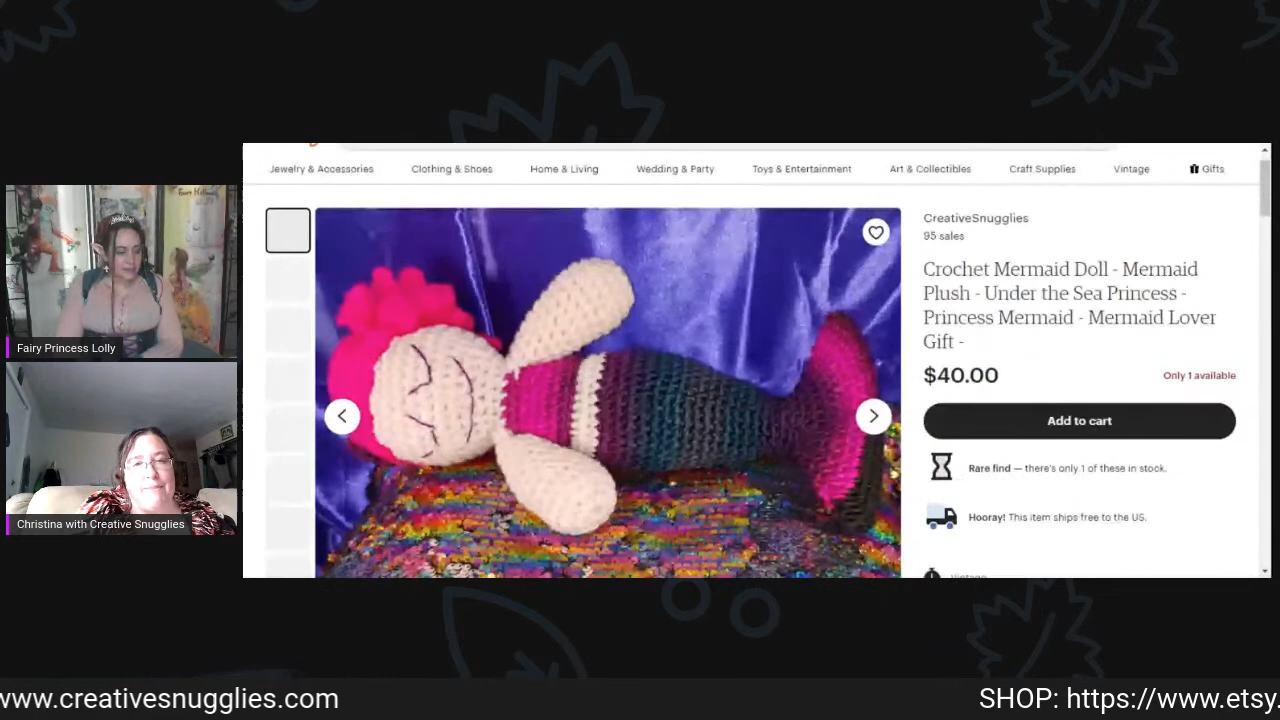 Jewelry & Accessories
Clothing & Shoes
Home & Living
Wedding & Party
Toys & Entertainment
Art & Collectibles
Craft Supplies
Vintage
Gifts
CreativeSnugglies
95 sales
Crochet Mermaid Doll - Mermaid
Plush - Under the Sea Princess -
Princess Mermaid - Mermaid Lover
Gift -
$40.00
Only 1 available
Add to cart
Rare find — there's only 1 of these in stock.
Hooray! This item ships free to the US.
Fairy Princess Lolly
Christina with Creative Snugglies
www.creativesnugglies.com
SHOP: https://www.etsy.